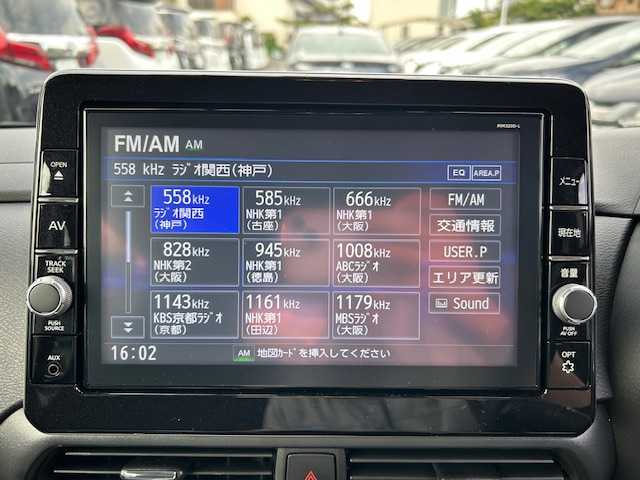 MM320D-L
FM/AM AM
558 kHz ﾗｼﾞｵ関西(神戸) EQ AREA.P
558kHz
ﾗｼﾞｵ関西
(神戸)
585kHz
NHK第1
(古座)
666kHz
NHK第1
(大阪)
FM/AM
交通情報
828kHz
NHK第2
(大阪)
945kHz
NHK第1
(徳島)
1008kHz
ABCﾗｼﾞｵ
(大阪)
USER.P
エリア更新
1143kHz
KBS京都ﾗｼﾞｵ
(京都)
1161kHz
NHK第1
(田辺)
1179kHz
MBSﾗｼﾞｵ
(大阪)
Sound
16:02 AM 地図ｶｰﾄﾞを挿入してください
OPEN
AV
TRACK
SEEK
PUSH
SOURCE
AUX
メニュー
現在地
音量
PUSH
AV OFF
OPT